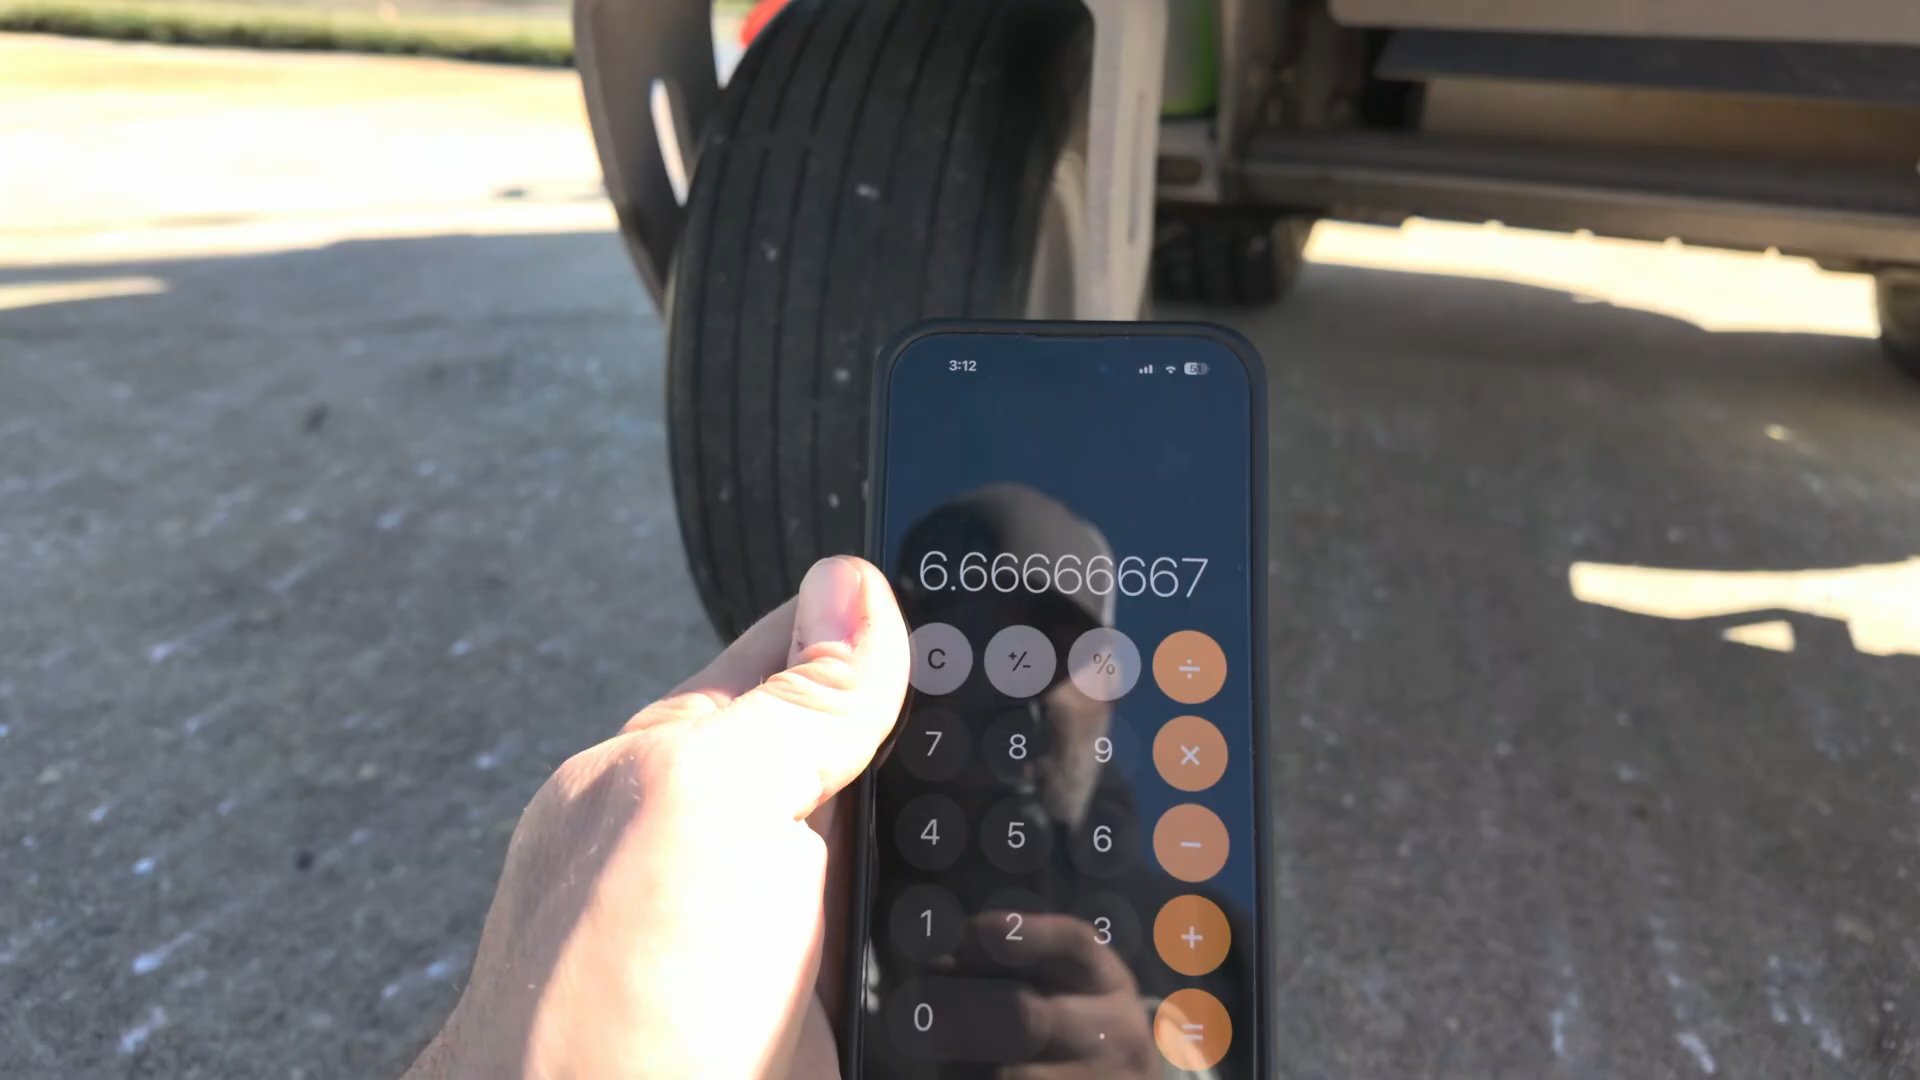 3:12
6.66666667
C +/- % ÷
7 8 9 ×
4 5 6 −
1 2 3 +
0 . =